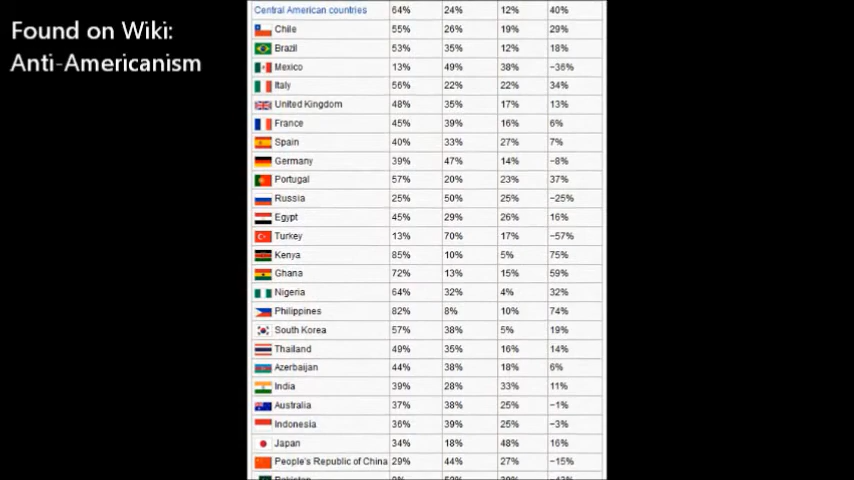 Found on Wiki:
Anti-Americanism
Central American countries 64% 24% 12% 40%
Chile 55% 26% 19% 29%
Brazil 53% 35% 12% 18%
Mexico 13% 49% 38% −36%
Italy 56% 22% 22% 34%
United Kingdom 48% 35% 17% 13%
France 45% 39% 16% 6%
Spain 40% 33% 27% 7%
Germany 39% 47% 14% −8%
Portugal 57% 20% 23% 37%
Russia 25% 50% 25% −25%
Egypt 45% 29% 26% 16%
Turkey 13% 70% 17% −57%
Kenya 85% 10% 5% 75%
Ghana 72% 13% 15% 59%
Nigeria 64% 32% 4% 32%
Philippines 82% 8% 10% 74%
South Korea 57% 38% 5% 19%
Thailand 49% 35% 16% 14%
Azerbaijan 44% 38% 18% 6%
India 39% 28% 33% 11%
Australia 37% 38% 25% −1%
Indonesia 36% 39% 25% −3%
Japan 34% 18% 48% 16%
People's Republic of China 29% 44% 27% −15%